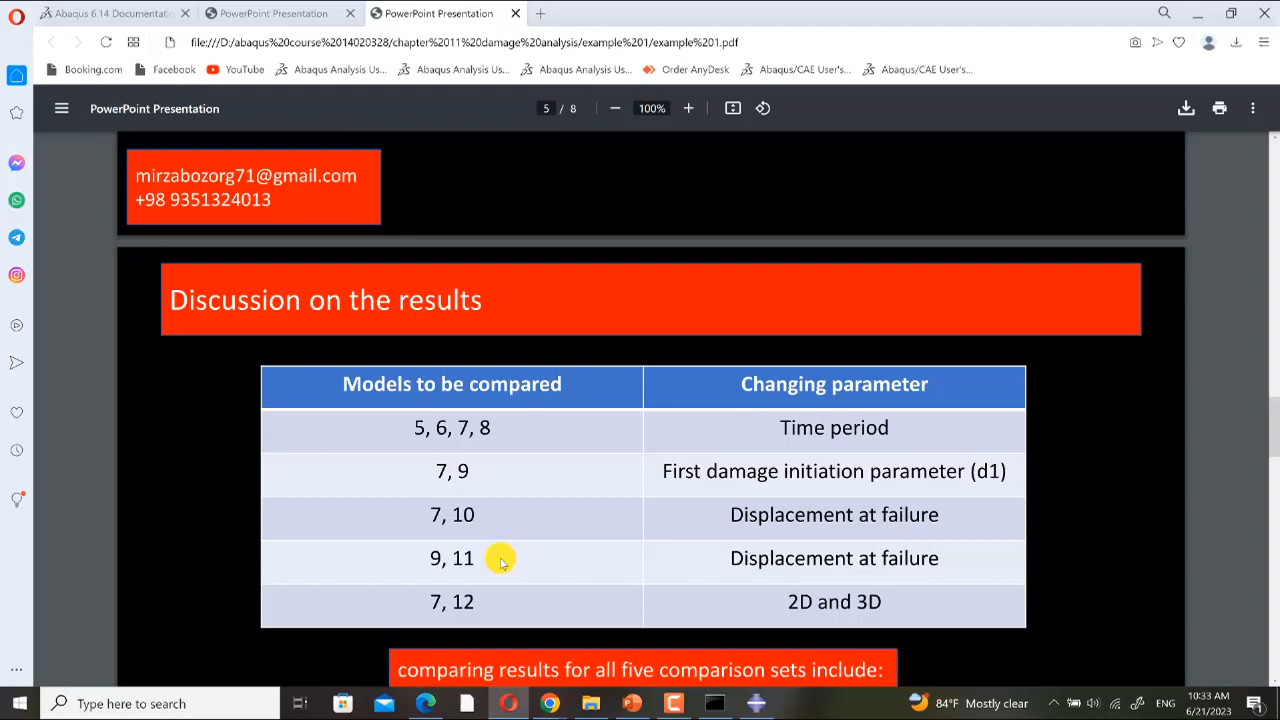 Abaqus 6.14 Documentati
PowerPoint Presentation
PowerPoint Presentation
file:///D:/abaqus%20course%2014020328/chapter%2011%20damage%20analysis/example%201/example%201.pdf
Booking.com
Facebook
YouTube
Abaqus Analysis Us...
Abaqus Analysis Us...
Abaqus Analysis Us...
Order AnyDesk
Abaqus/CAE User's...
Abaqus/CAE User's...
PowerPoint Presentation
5 / 8
100%
mirzabozorg71@gmail.com
+98 9351324013
Discussion on the results
Models to be compared Changing parameter
5, 6, 7, 8 Time period
7, 9 First damage initiation parameter (d1)
7, 10 Displacement at failure
9, 11 Displacement at failure
7, 12 2D and 3D
comparing results for all five comparison sets include:
Type here to search
84°F Mostly clear
ENG
10:33 AM
6/21/2023
1